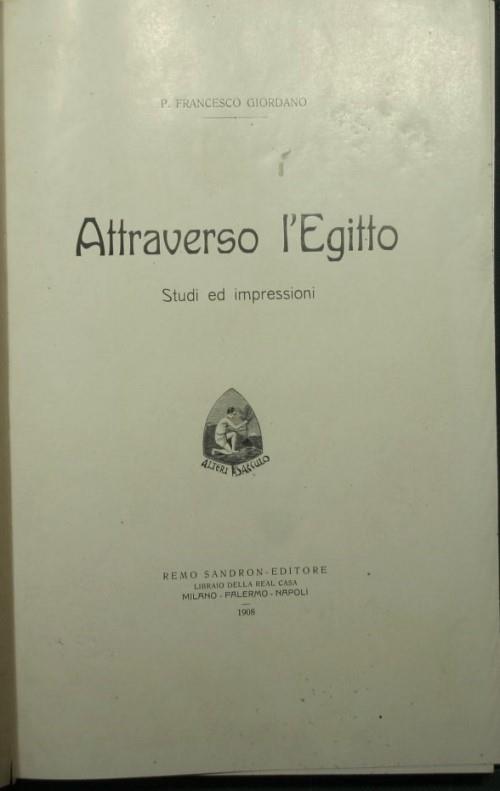 P. FRANCESCO GIORDANO
Attraverso l'Egitto
Studi ed impressioni
ALTERI SAECULO
REMO SANDRON-EDITORE
LIBRAIO DELLA REAL CASA
MILANO-PALERMO-NAPOLI
1908